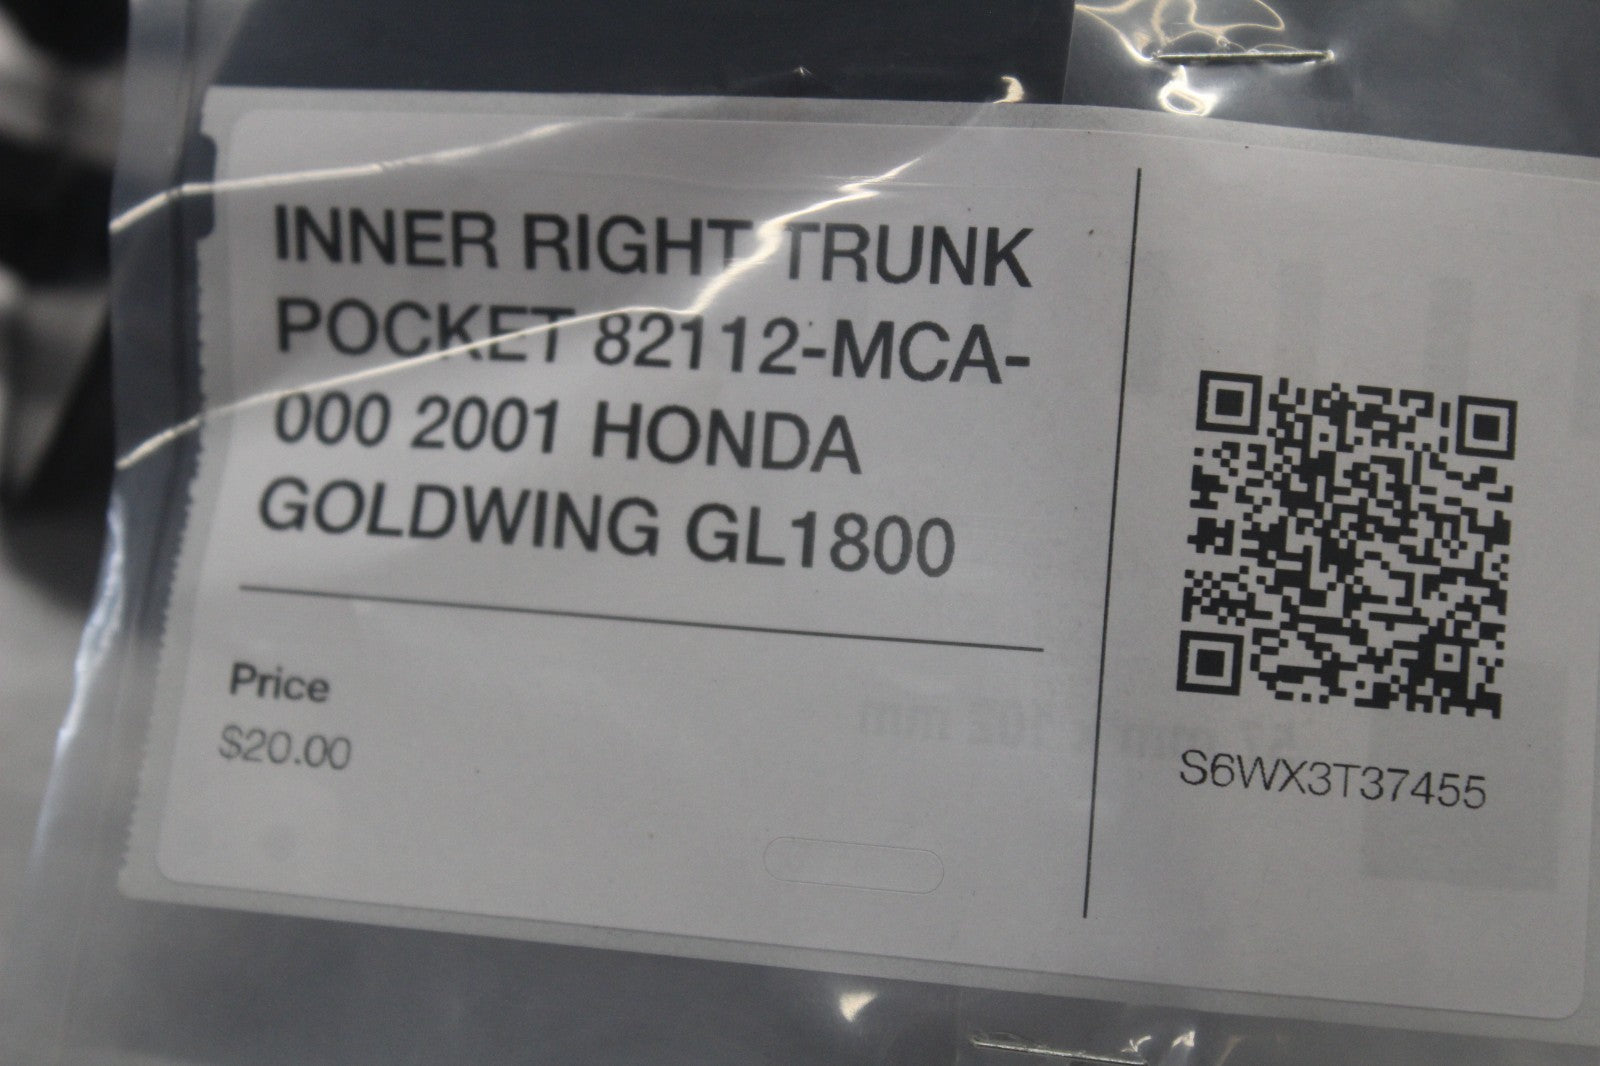 INNER RIGHT TRUNK
POCKET 82112-MCA-
000 2001 HONDA
GOLDWING GL1800
Price
$20.00
S6WX3T37455